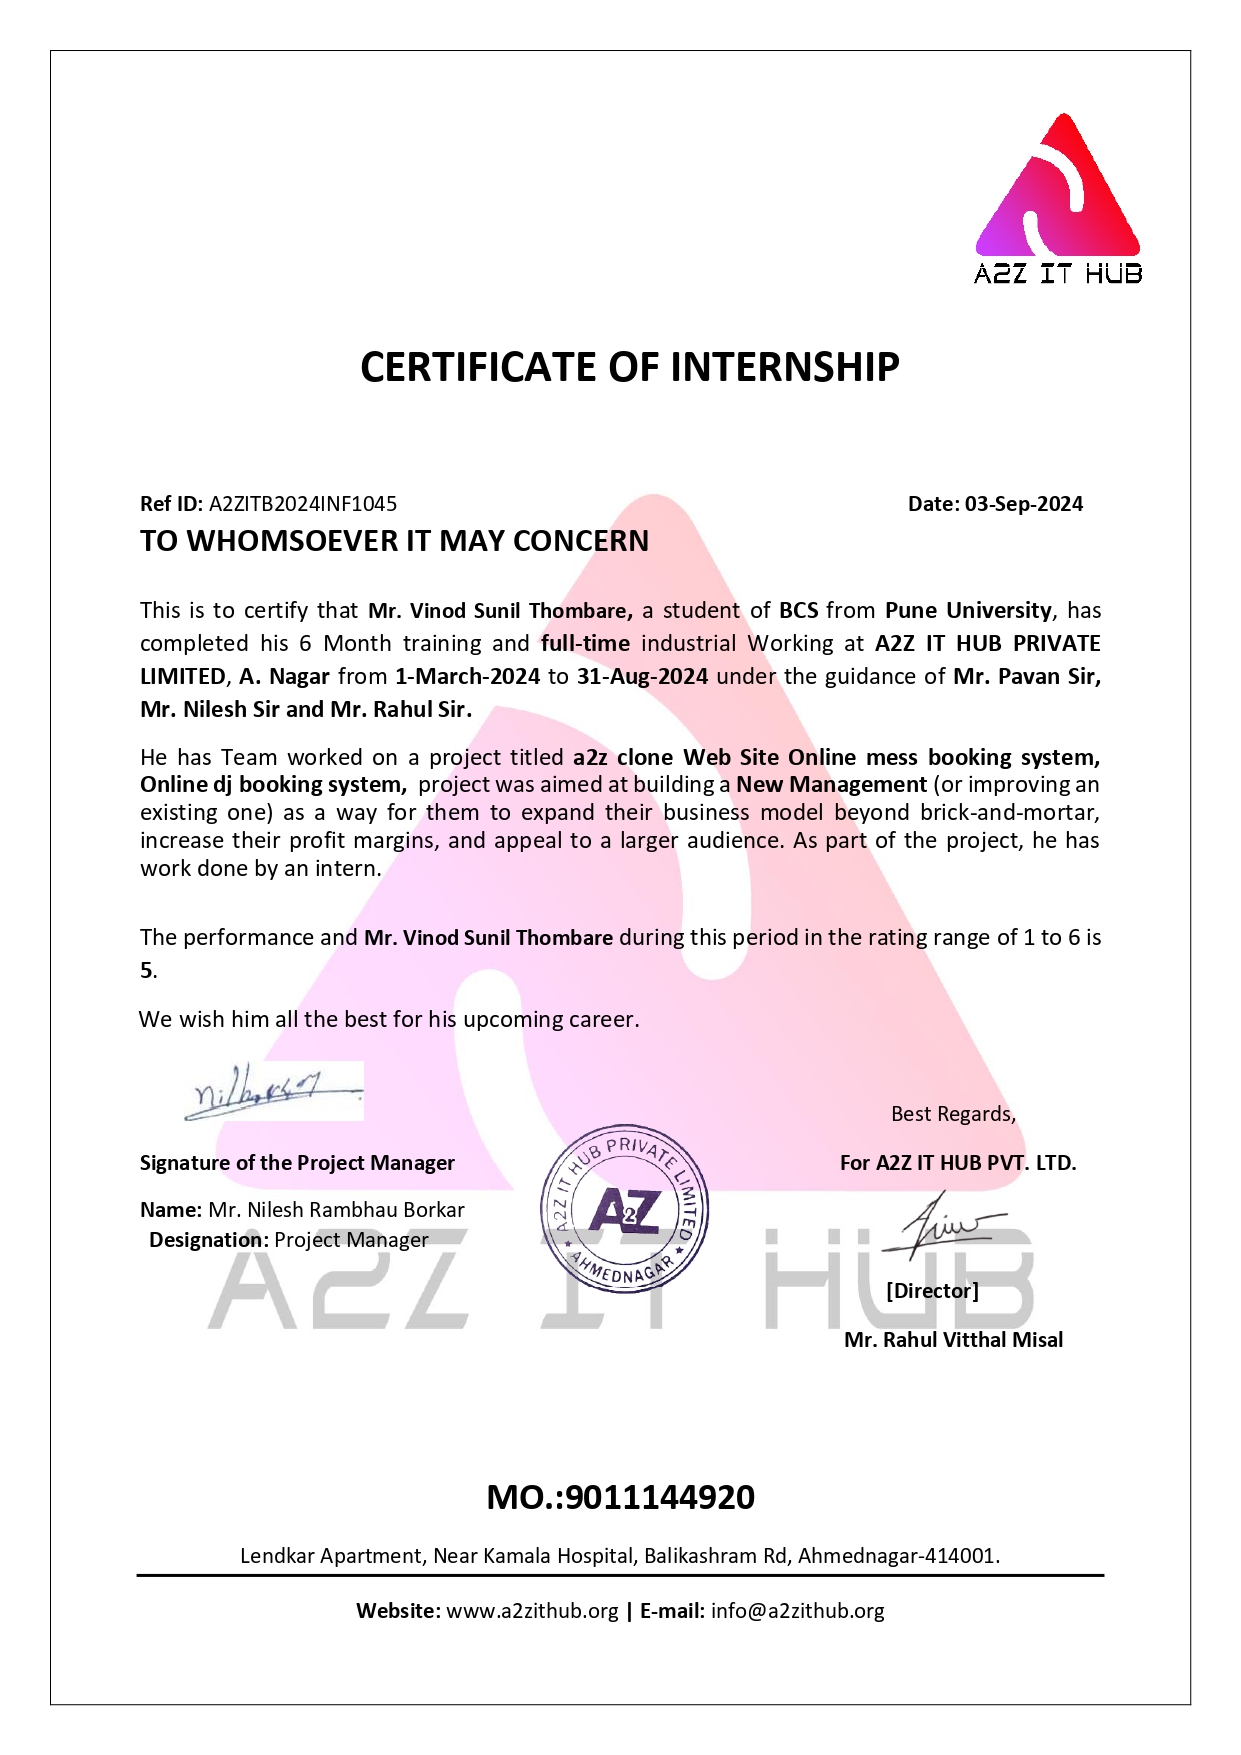 A2Z IT HUB
CERTIFICATE OF INTERNSHIP
Ref ID: A2ZITB2024INF1045 Date: 03-Sep-2024
TO WHOMSOEVER IT MAY CONCERN
This is to certify that Mr. Vinod Sunil Thombare, a student of BCS from Pune University, has
completed his 6 Month training and full-time industrial Working at A2Z IT HUB PRIVATE
LIMITED, A. Nagar from 1-March-2024 to 31-Aug-2024 under the guidance of Mr. Pavan Sir,
Mr. Nilesh Sir and Mr. Rahul Sir.
He has Team worked on a project titled a2z clone Web Site Online mess booking system,
Online dj booking system, project was aimed at building a New Management (or improving an
existing one) as a way for them to expand their business model beyond brick-and-mortar,
increase their profit margins, and appeal to a larger audience. As part of the project, he has
work done by an intern.
The performance and Mr. Vinod Sunil Thombare during this period in the rating range of 1 to 6 is
5.
We wish him all the best for his upcoming career.
Best Regards,
Signature of the Project Manager
For A2Z IT HUB PVT. LTD.
Name: Mr. Nilesh Rambhau Borkar
Designation: Project Manager
A2Z IT HUB PRIVATE LIMITED
A2Z
★ AHMEDNAGAR ★
A2Z IT HUB
[Director]
Mr. Rahul Vitthal Misal
MO.:9011144920
Lendkar Apartment, Near Kamala Hospital, Balikashram Rd, Ahmednagar-414001.
Website: www.a2zithub.org | E-mail: info@a2zithub.org